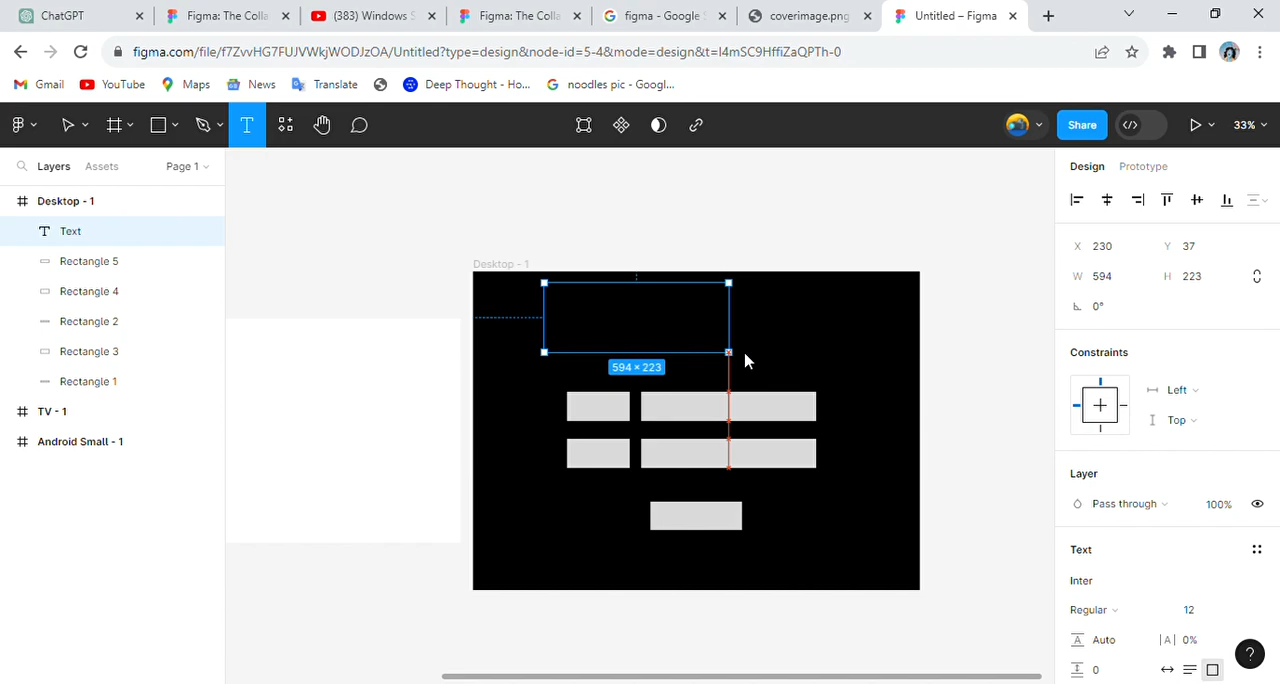 ChatGPT
Figma: The Colla
(383) Windows S
Figma: The Colla
figma - Google S
coverimage.png
Untitled – Figma
figma.com/file/f7ZvvHG7FUJVWkjWODJzOA/Untitled?type=design&node-id=5-4&mode=design&t=I4mSC9HffiZaQPTh-0
Gmail
YouTube
Maps
News
Translate
Deep Thought - Ho...
noodles pic - Googl...
Share
33%
Layers
Assets
Page 1
Desktop - 1
Text
Rectangle 5
Rectangle 4
Rectangle 2
Rectangle 3
Rectangle 1
TV - 1
Android Small - 1
Desktop - 1
594 × 223
Design
Prototype
X 230
Y 37
W 594
H 223
0°
Constraints
Left
Top
Layer
Pass through
100%
Text
Inter
Regular
12
A Auto
|A| 0%
0
?